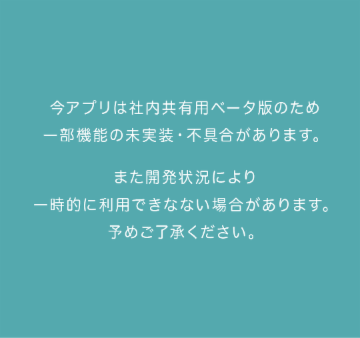 今アプリは社内共有用ベータ版のため
一部機能の未実装・不具合があります。
また開発状況により
一時的に利用できなない場合があります。
予めご了承ください。